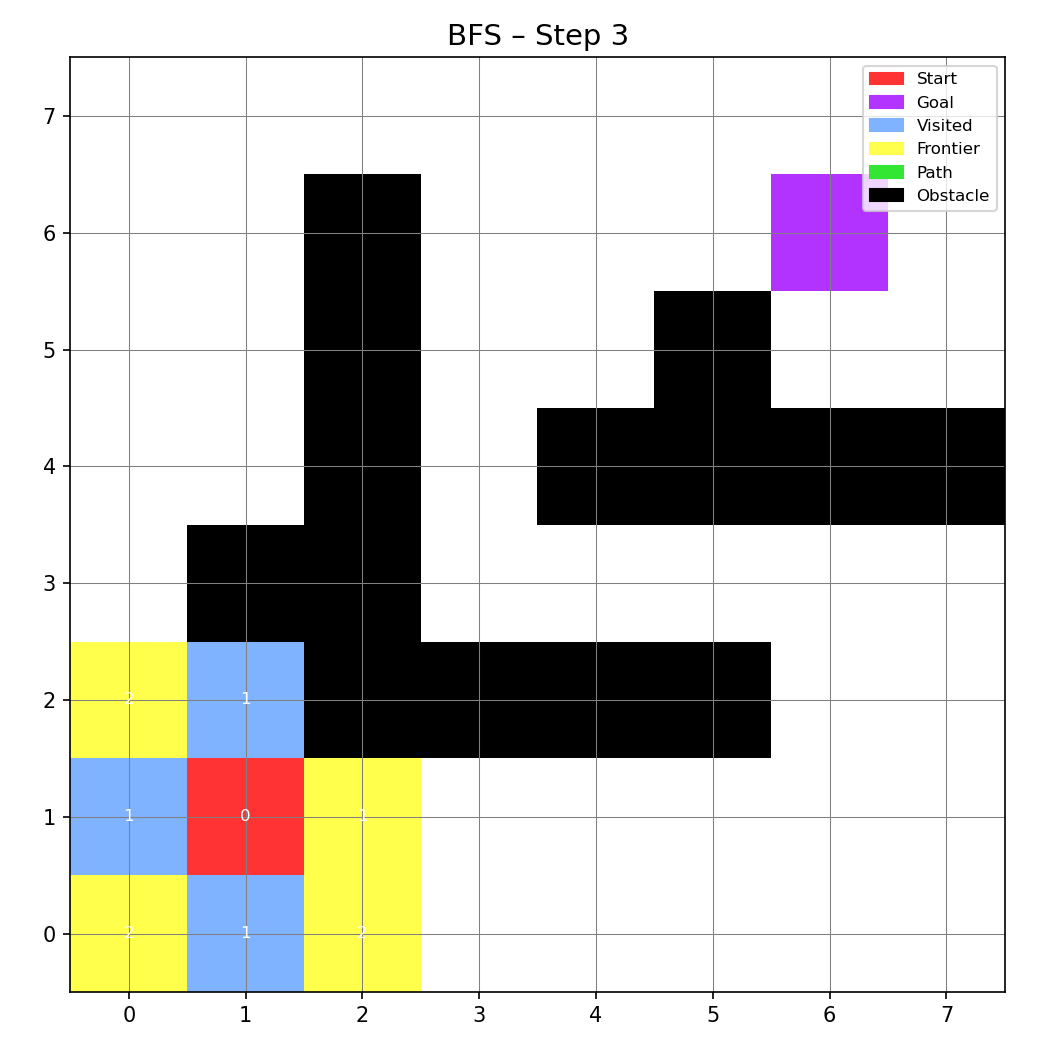 BFS – Step 3
Start
Goal
Visited
Frontier
Path
Obstacle
7
6
5
4
3
2
1
0
2 1
1 0 1
2 1 2
0 1 2 3 4 5 6 7